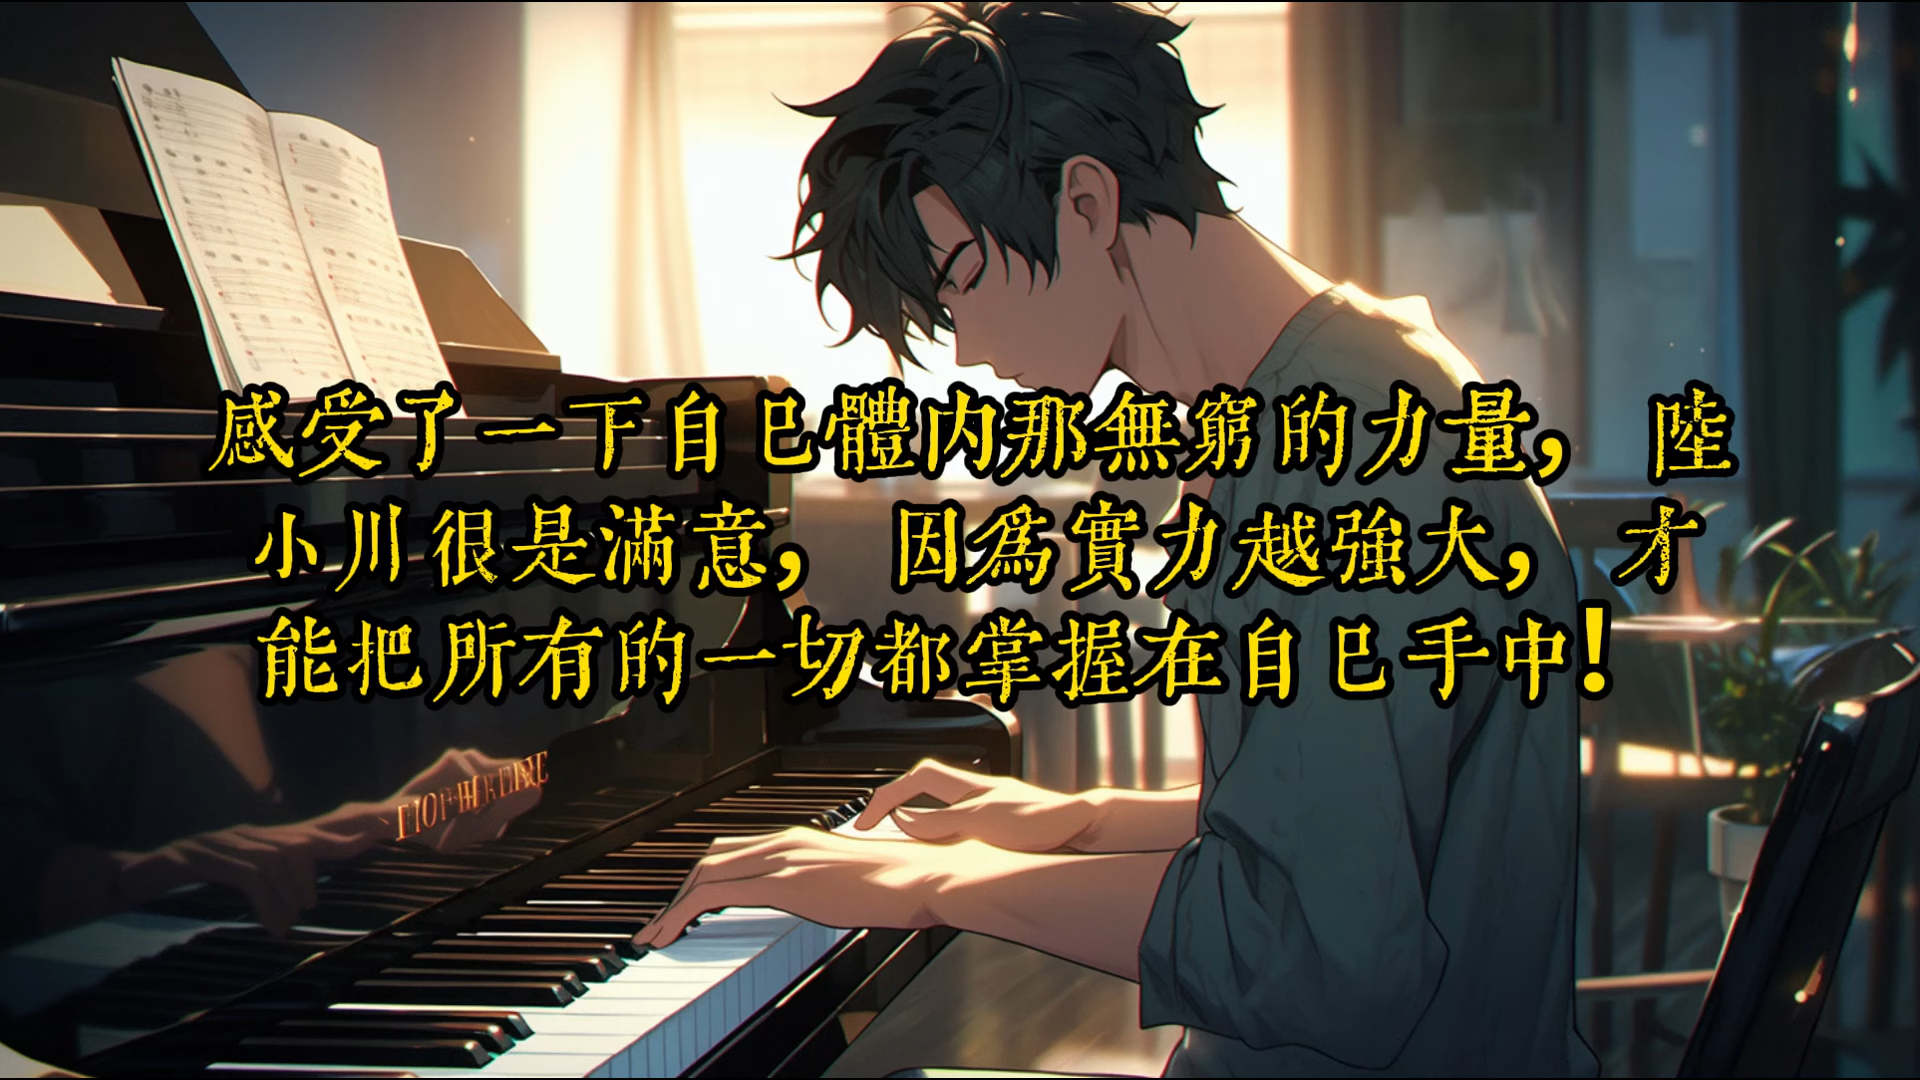 感受了一下自己體内那無窮的力量，陸
小川很是滿意，因爲實力越強大，才
能把所有的一切都掌握在自己手中！